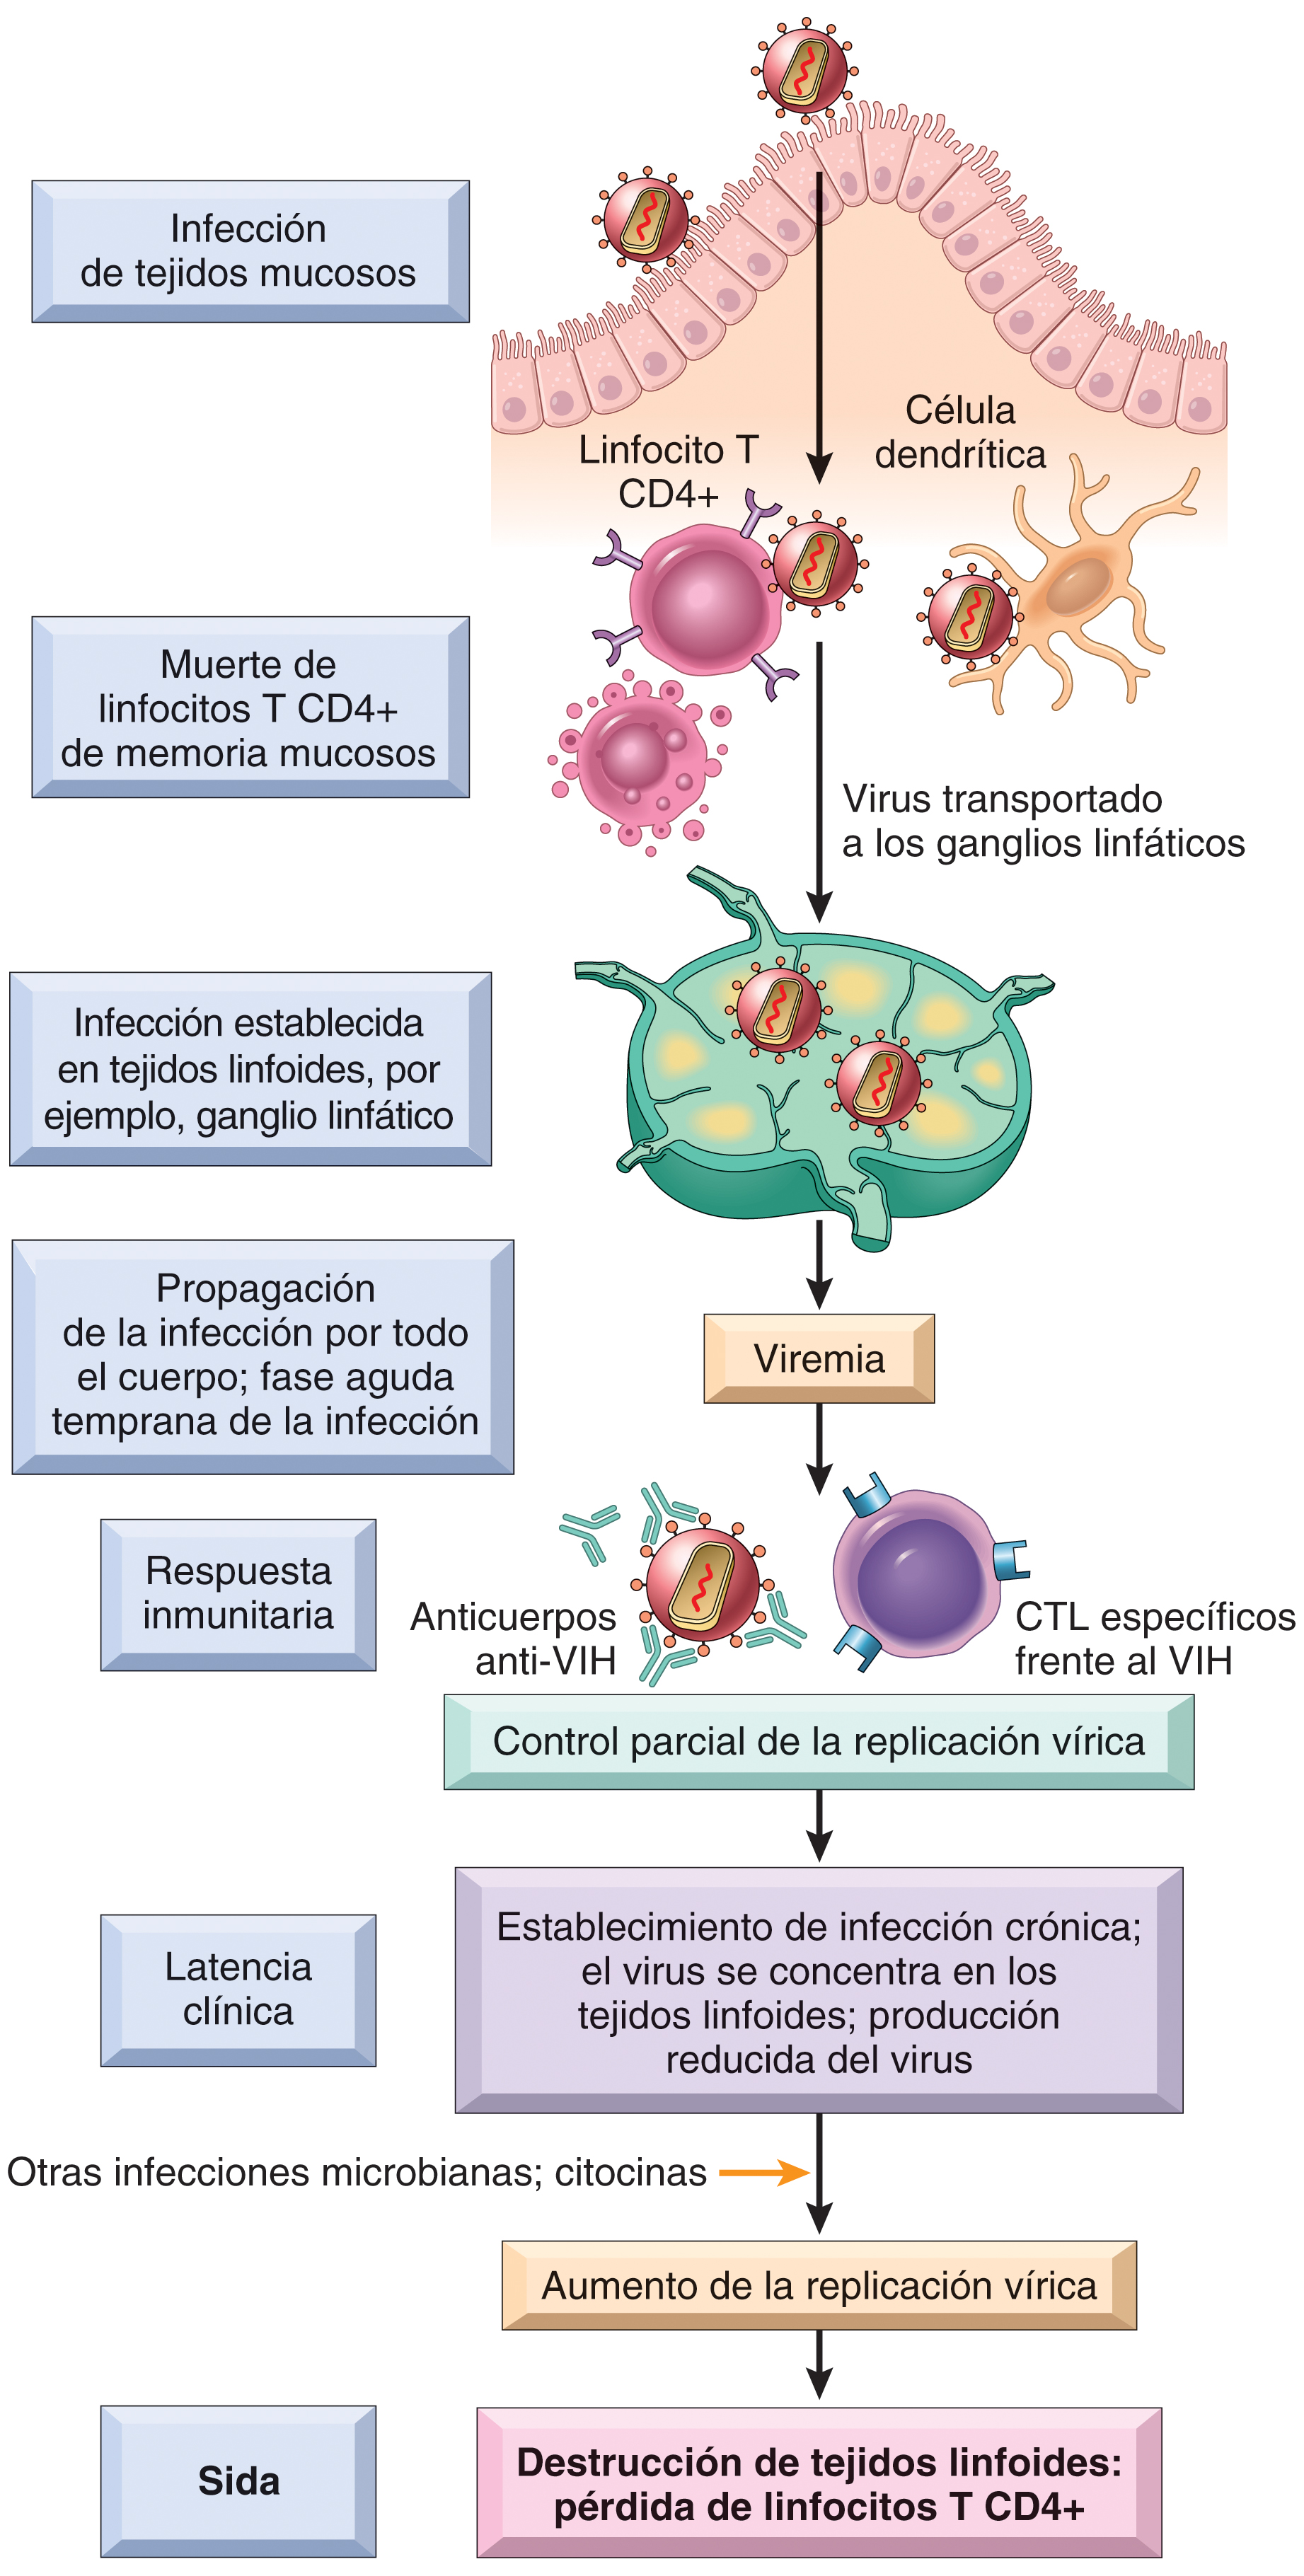 Infección
de tejidos mucosos
Linfocito T
CD4+
Célula
dendrítica
Muerte de
linfocitos T CD4+
de memoria mucosos
Virus transportado
a los ganglios linfáticos
Infección establecida
en tejidos linfoides, por
ejemplo, ganglio linfático
Propagación
de la infección por todo
el cuerpo; fase aguda
temprana de la infección
Viremia
Respuesta
inmunitaria
Anticuerpos
anti-VIH
CTL específicos
frente al VIH
Control parcial de la replicación vírica
Latencia
clínica
Establecimiento de infección crónica;
el virus se concentra en los
tejidos linfoides; producción
reducida del virus
Otras infecciones microbianas; citocinas
Aumento de la replicación vírica
Sida
Destrucción de tejidos linfoides:
pérdida de linfocitos T CD4+